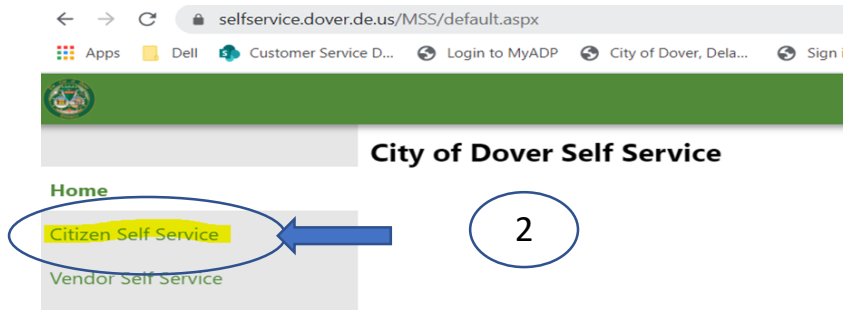 selfservice.dover.de.us/MSS/default.aspx
Apps Dell Customer Service D... Login to MyADP City of Dover, Dela... Sign i
City of Dover Self Service
Home
Citizen Self Service
2
Vendor Self Service